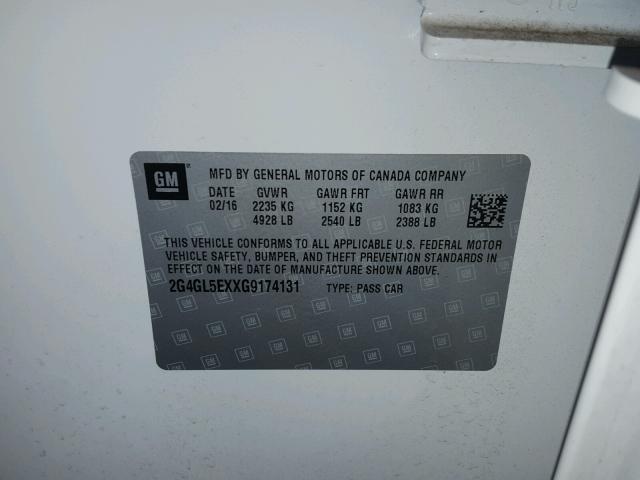 GM
MFD BY GENERAL MOTORS OF CANADA COMPANY
DATE GVWR GAWR FRT GAWR RR
02/16 2235 KG 1152 KG 1083 KG
4928 LB 2540 LB 2388 LB
THIS VEHICLE CONFORMS TO ALL APPLICABLE U.S. FEDERAL MOTOR
VEHICLE SAFETY, BUMPER, AND THEFT PREVENTION STANDARDS
IN EFFECT ON THE DATE OF MANUFACTURE SHOWN ABOVE.
2G4GL5EXXG9174131 TYPE: PASS CAR